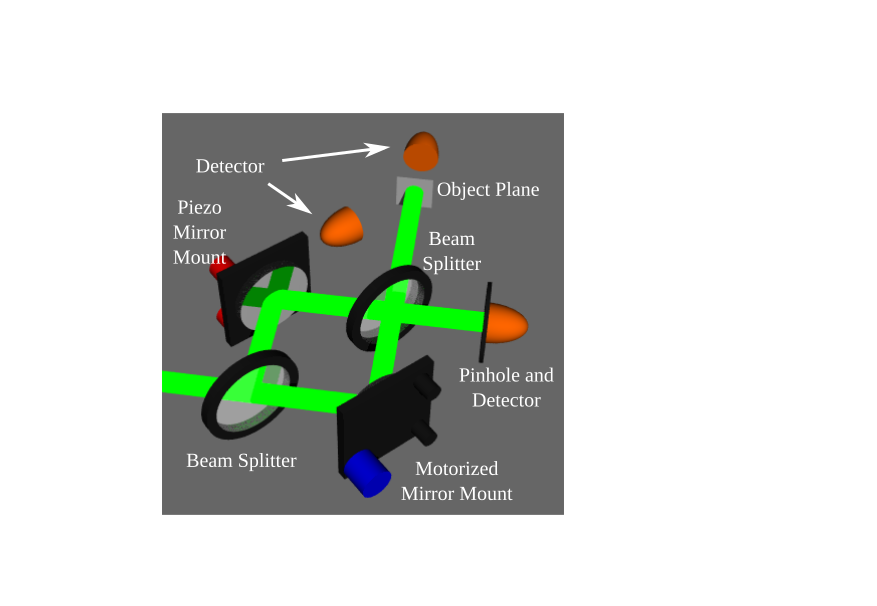 Detector
Object Plane
Piezo
Mirror
Mount
Beam
Splitter
Pinhole and
Detector
Beam Splitter
Motorized
Mirror Mount